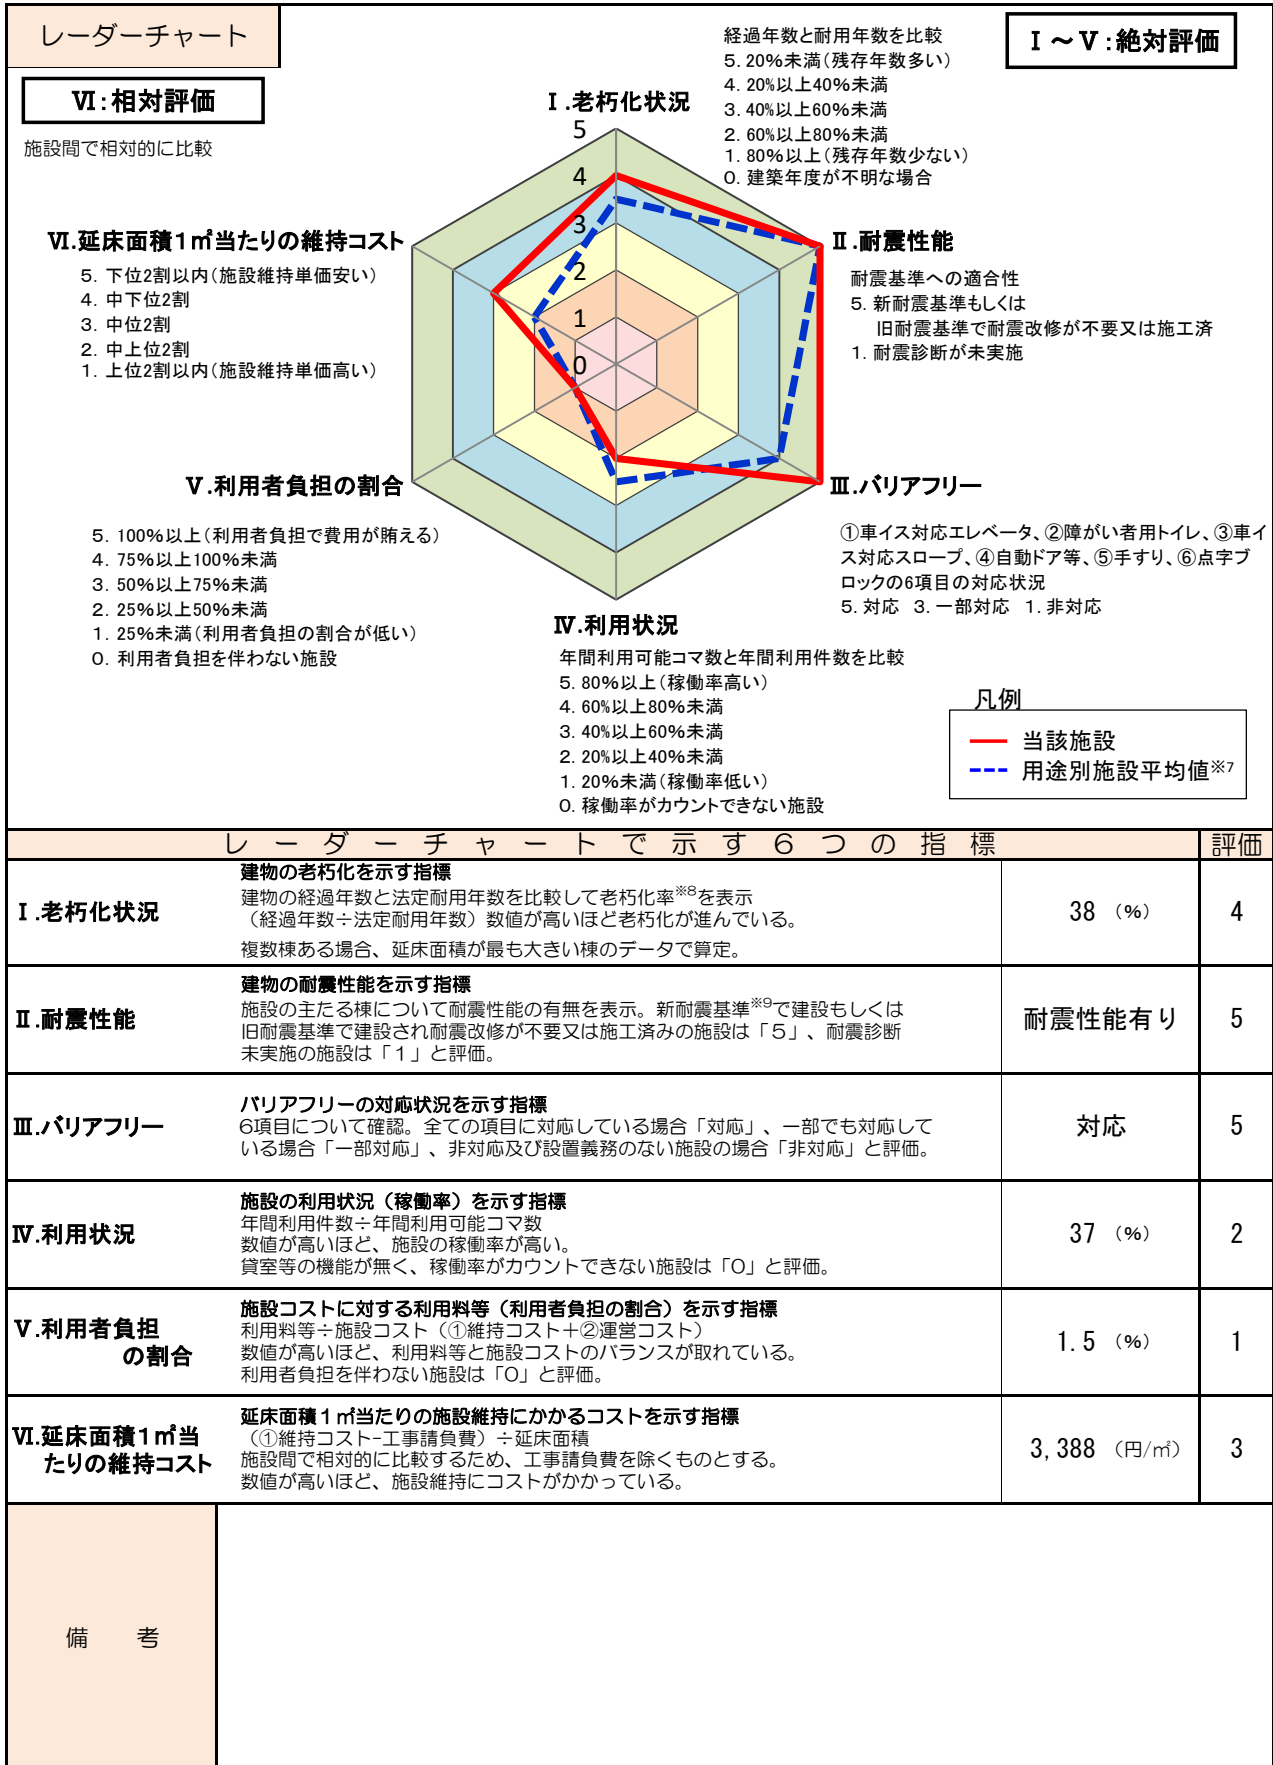 レーダーチャート
Ⅵ：相対評価
施設間で相対的に比較
Ⅰ～Ⅴ：絶対評価
経過年数と耐用年数を比較
5. 20%未満（残存年数多い）
4. 20%以上40%未満
3. 40%以上60%未満
2. 60%以上80%未満
1. 80%以上（残存年数少ない）
0. 建築年度が不明な場合
Ⅰ.老朽化状況
5
4
3
2
1
0
Ⅱ.耐震性能
耐震基準への適合性
5. 新耐震基準もしくは
旧耐震基準で耐震改修が不要又は施工済
1. 耐震診断が未実施
Ⅵ.延床面積1㎡当たりの維持コスト
5. 下位2割以内（施設維持単価安い）
4. 中下位2割
3. 中位2割
2. 中上位2割
1. 上位2割以内（施設維持単価高い）
Ⅴ.利用者負担の割合
5. 100%以上（利用者負担で費用が賄える）
4. 75%以上100%未満
3. 50%以上75%未満
2. 25%以上50%未満
1. 25%未満（利用者負担の割合が低い）
0. 利用者負担を伴わない施設
Ⅲ.バリアフリー
①車イス対応エレベータ、②障がい者用トイレ、③車イ
ス対応スロープ、④自動ドア等、⑤手すり、⑥点字ブ
ロックの6項目の対応状況
5. 対応 3. 一部対応 1. 非対応
Ⅳ.利用状況
年間利用可能コマ数と年間利用件数を比較
5. 80%以上（稼働率高い）
4. 60%以上80%未満
3. 40%以上60%未満
2. 20%以上40%未満
1. 20%未満（稼働率低い）
0. 稼働率がカウントできない施設
凡例
当該施設
用途別施設平均値※7
レーダーチャートで示す6つの指標 評価
Ⅰ.老朽化状況
建物の老朽化を示す指標
建物の経過年数と法定耐用年数を比較して老朽化率※8を表示
（経過年数÷法定耐用年数）数値が高いほど老朽化が進んでいる。
複数棟ある場合、延床面積が最も大きい棟のデータで算定。
38 （%） 4
Ⅱ.耐震性能
建物の耐震性能を示す指標
施設の主たる棟について耐震性能の有無を表示。新耐震基準※9で建設もしくは
旧耐震基準で建設され耐震改修が不要又は施工済みの施設は「5」、耐震診断
未実施の施設は「1」と評価。
耐震性能有り 5
Ⅲ.バリアフリー
バリアフリーの対応状況を示す指標
6項目について確認。全ての項目に対応している場合「対応」、一部でも対応して
いる場合「一部対応」、非対応及び設置義務のない施設の場合「非対応」と評価。
対応 5
Ⅳ.利用状況
施設の利用状況（稼働率）を示す指標
年間利用件数÷年間利用可能コマ数
数値が高いほど、施設の稼働率が高い。
貸室等の機能が無く、稼働率がカウントできない施設は「0」と評価。
37 （%） 2
Ⅴ.利用者負担
の割合
施設コストに対する利用料等（利用者負担の割合）を示す指標
利用料等÷施設コスト（①維持コスト＋②運営コスト）
数値が高いほど、利用料等と施設コストのバランスが取れている。
利用者負担を伴わない施設は「0」と評価。
1.5 （%） 1
Ⅵ.延床面積1㎡当
たりの維持コスト
延床面積1㎡当たりの施設維持にかかるコストを示す指標
（①維持コスト-工事請負費）÷延床面積
施設間で相対的に比較するため、工事請負費を除くものとする。
数値が高いほど、施設維持にコストがかかっている。
3,388 （円/㎡） 3
備 考